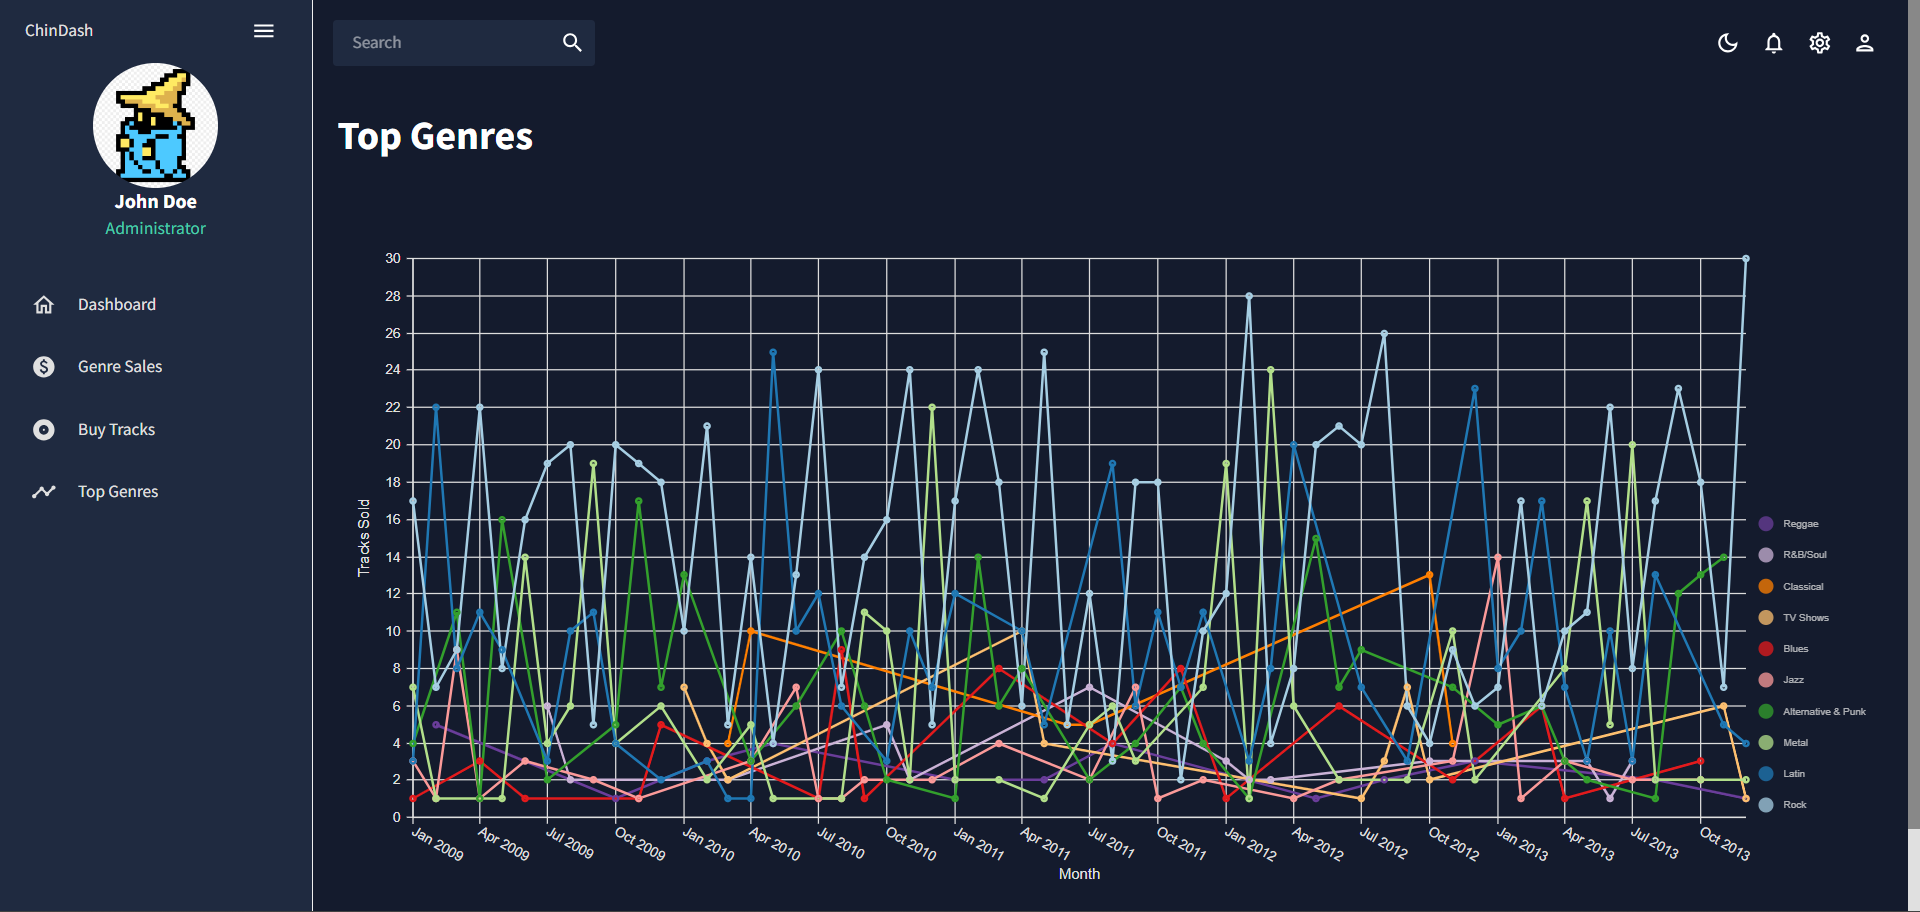 ChinDash
John Doe
Administrator
Dashboard
Genre Sales
Buy Tracks
Top Genres
Search
Top Genres
30
28
26
24
22
20
18
16
14
12
10
8
6
4
2
0
Tracks Sold
Jan 2009
Apr 2009
Jul 2009
Oct 2009
Jan 2010
Apr 2010
Jul 2010
Oct 2010
Jan 2011
Apr 2011
Jul 2011
Oct 2011
Jan 2012
Apr 2012
Jul 2012
Oct 2012
Jan 2013
Apr 2013
Jul 2013
Oct 2013
Month
Reggae
R&B/Soul
Classical
TV Shows
Blues
Jazz
Alternative & Punk
Metal
Latin
Rock